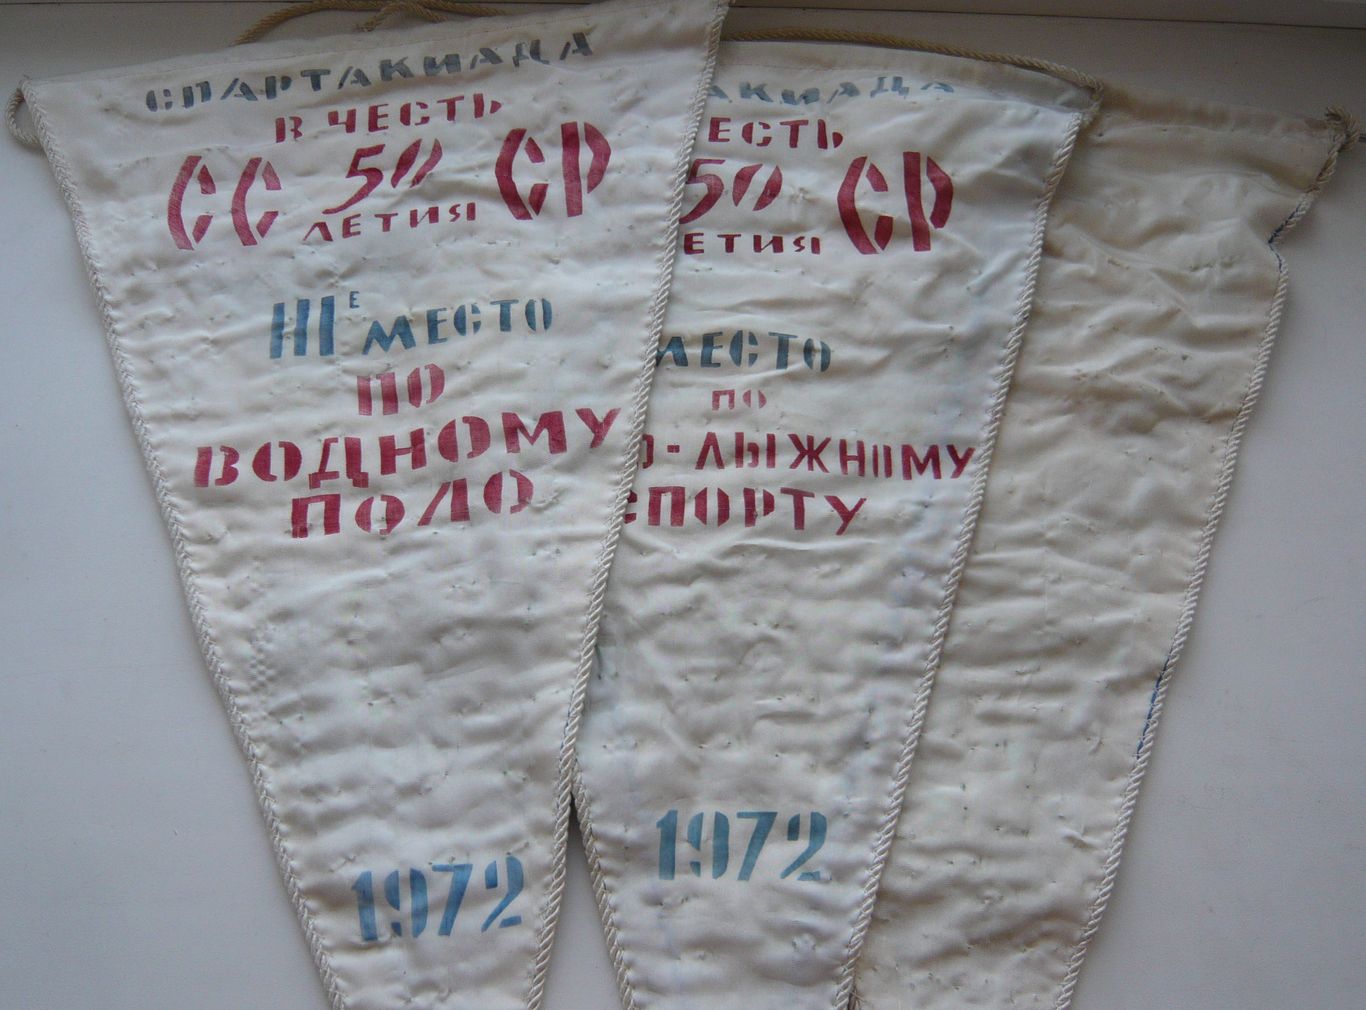 СПАРТАКИАДА
В ЧЕСТЬ
СС 50 СР
ЛЕТИЯ
III Е МЕСТО
ПО
ВОДНОМУ
ПОЛО
1972
АКИАДА
ЕСТЬ
50 СР
ЕТИЯ
МЕСТО
ПО
О-ЛЫЖНОМУ
СПОРТУ
1972